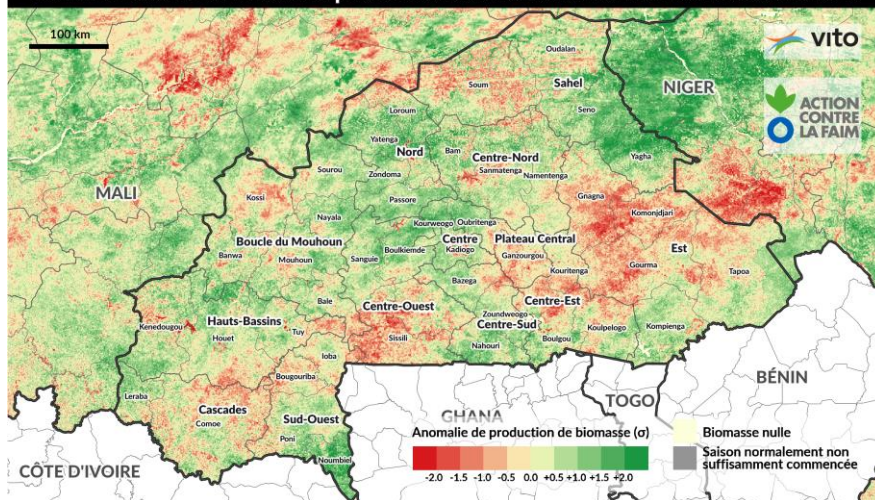 100 km
vito
ACTION
CONTRE
LA FAIM
Oudalan
Soum
Sahel
NIGER
Loroum
Seno
Yatenga
Nord
Bam
Centre-Nord
Yagha
Sourou
Zondoma
Sanmatenga
Namentenga
MALI
Kossi
Passore
Gnagna
Komonjdjari
Nayala
Kourweogo
Oubritenga
Boucle du Mouhoun
Centre
Plateau Central
Est
Banwa
Mouhoun
Sanguie
Boulkiemde
Kadiogo
Ganzourgou
Kouritenga
Gourma
Tapoa
Bazega
Bale
Centre-Ouest
Centre-Est
Kenedougou
Hauts-Bassins
Houet
Tuy
Zoundweogo
Centre-Sud
Koulpelogo
Kompienga
Sissili
Nahouri
Boulgou
Ioba
Bougouriba
Leraba
BÉNIN
TOGO
Cascades
Comoe
Sud-Ouest
Poni
GHANA
Noumbiel
CÔTE D'IVOIRE
Anomalie de production de biomasse (σ)
-2.0 -1.5 -1.0 -0.5 0.0 +0.5 +1.0 +1.5 +2.0
Biomasse nulle
Saison normalement non
suffisamment commencée